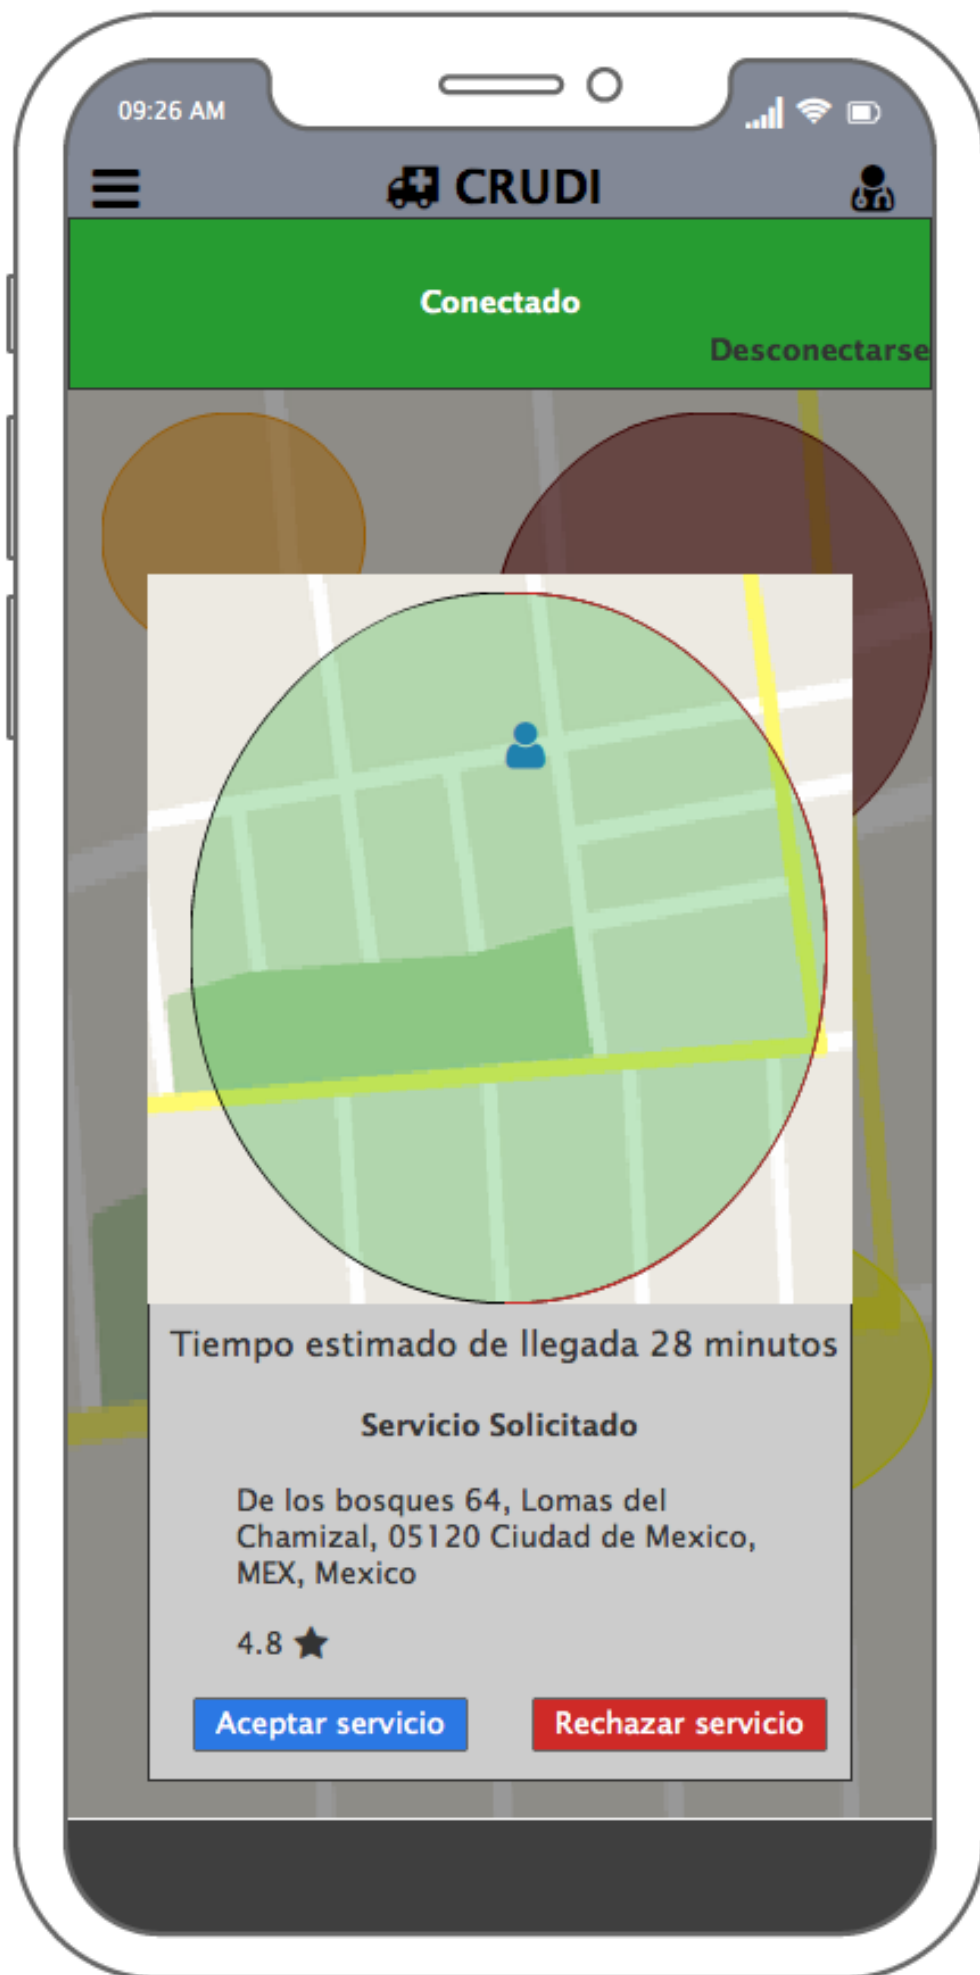 09:26 AM
CRUDI
Conectado
Desconectarse
Tiempo estimado de llegada 28 minutos
Servicio Solicitado
De los bosques 64, Lomas del
Chamizal, 05120 Ciudad de Mexico,
MEX, Mexico
4.8
Aceptar servicio
Rechazar servicio